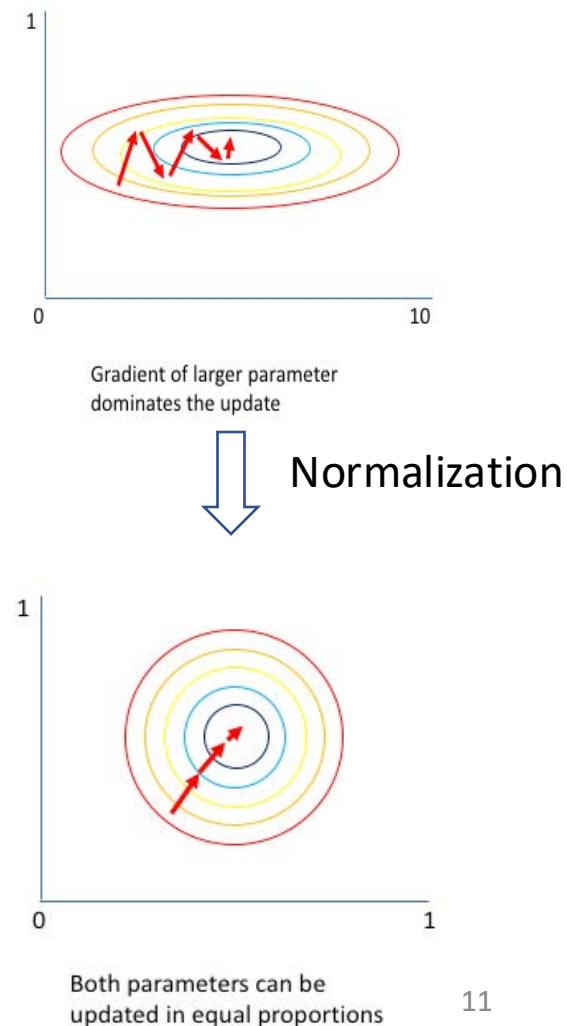 1
0
10
Gradient of larger parameter
dominates the update
Normalization
1
0
1
Both parameters can be
updated in equal proportions
11